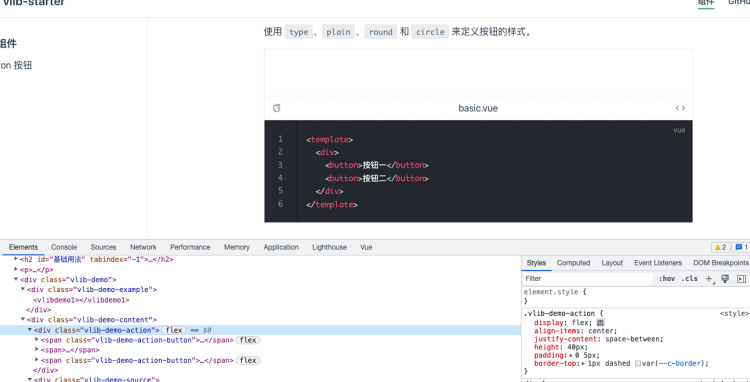 vlib-starter
组件
GitHu
组件
ton 按钮
使用 type 、 plain 、 round 和 circle 来定义按钮的样式。
basic.vue
vue
1 <template>
2 <div>
3 <button>按钮一</button>
4 <button>按钮二</button>
5 </div>
6 </template>
Elements Console Sources Network Performance Memory Application Lighthouse Vue 2 1
<h2 id="基础用法" tabindex="-1">…</h2>
<p>…</p>
<div class="vlib-demo">
<div class="vlib-demo-example">
<vlibdemo1></vlibdemo1>
</div>
<div class="vlib-demo-content">
<div class="vlib-demo-action"> flex == $0
<span class="vlib-demo-action-button">…</span> flex
<span>…</span>
<span class="vlib-demo-action-button">…</span> flex
</div>
<div class="vlib-demo-source">
Styles Computed Layout Event Listeners DOM Breakpoints
Filter :hov .cls +
element.style {
}
.vlib-demo-action { <style>
display: flex;
align-items: center;
justify-content: space-between;
height: 40px;
padding: 0 5px;
border-top: 1px dashed var(--c-border);
}